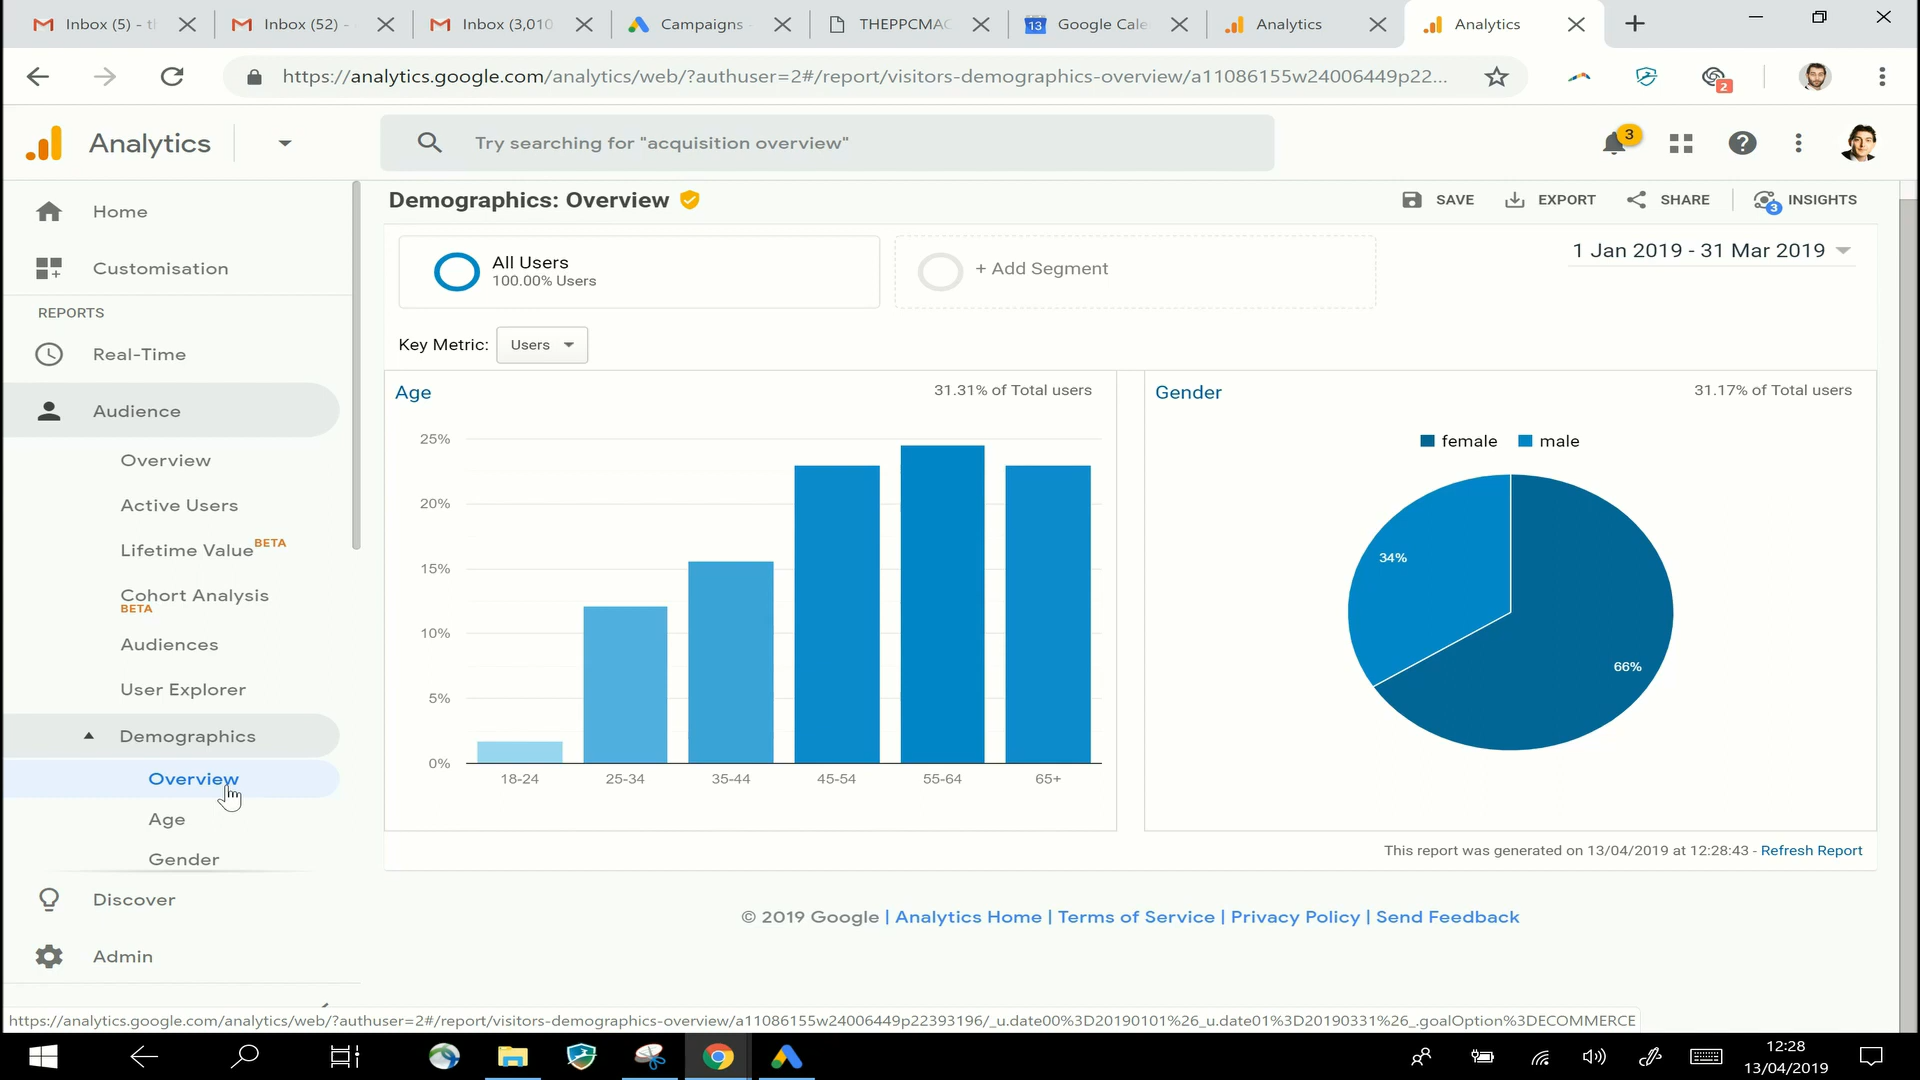 Inbox (5) - th
Inbox (52) -
Inbox (3,010
Campaigns -
THEPPCMAC
13
Google Cale
Analytics
Analytics
https://analytics.google.com/analytics/web/?authuser=2#/report/visitors-demographics-overview/a11086155w24006449p22...
2
Analytics
Try searching for "acquisition overview"
3
Home
Customisation
REPORTS
Real-Time
Audience
Overview
Active Users
Lifetime Value BETA
Cohort Analysis
BETA
Audiences
User Explorer
Demographics
Overview
Age
Gender
Discover
Admin
Demographics: Overview
SAVE
EXPORT
SHARE
3
INSIGHTS
All Users
100.00% Users
+ Add Segment
1 Jan 2019 - 31 Mar 2019
Key Metric:
Users
Age
31.31% of Total users
25%
20%
15%
10%
5%
0%
18-24
25-34
35-44
45-54
55-64
65+
Gender
31.17% of Total users
female
male
34%
66%
This report was generated on 13/04/2019 at 12:28:43 - Refresh Report
© 2019 Google | Analytics Home | Terms of Service | Privacy Policy | Send Feedback
https://analytics.google.com/analytics/web/?authuser=2#/report/visitors-demographics-overview/a11086155w24006449p22393196/_u.date00%3D20190101%26_u.date01%3D20190331%26_.goalOption%3DECOMMERCE
12:28
13/04/2019